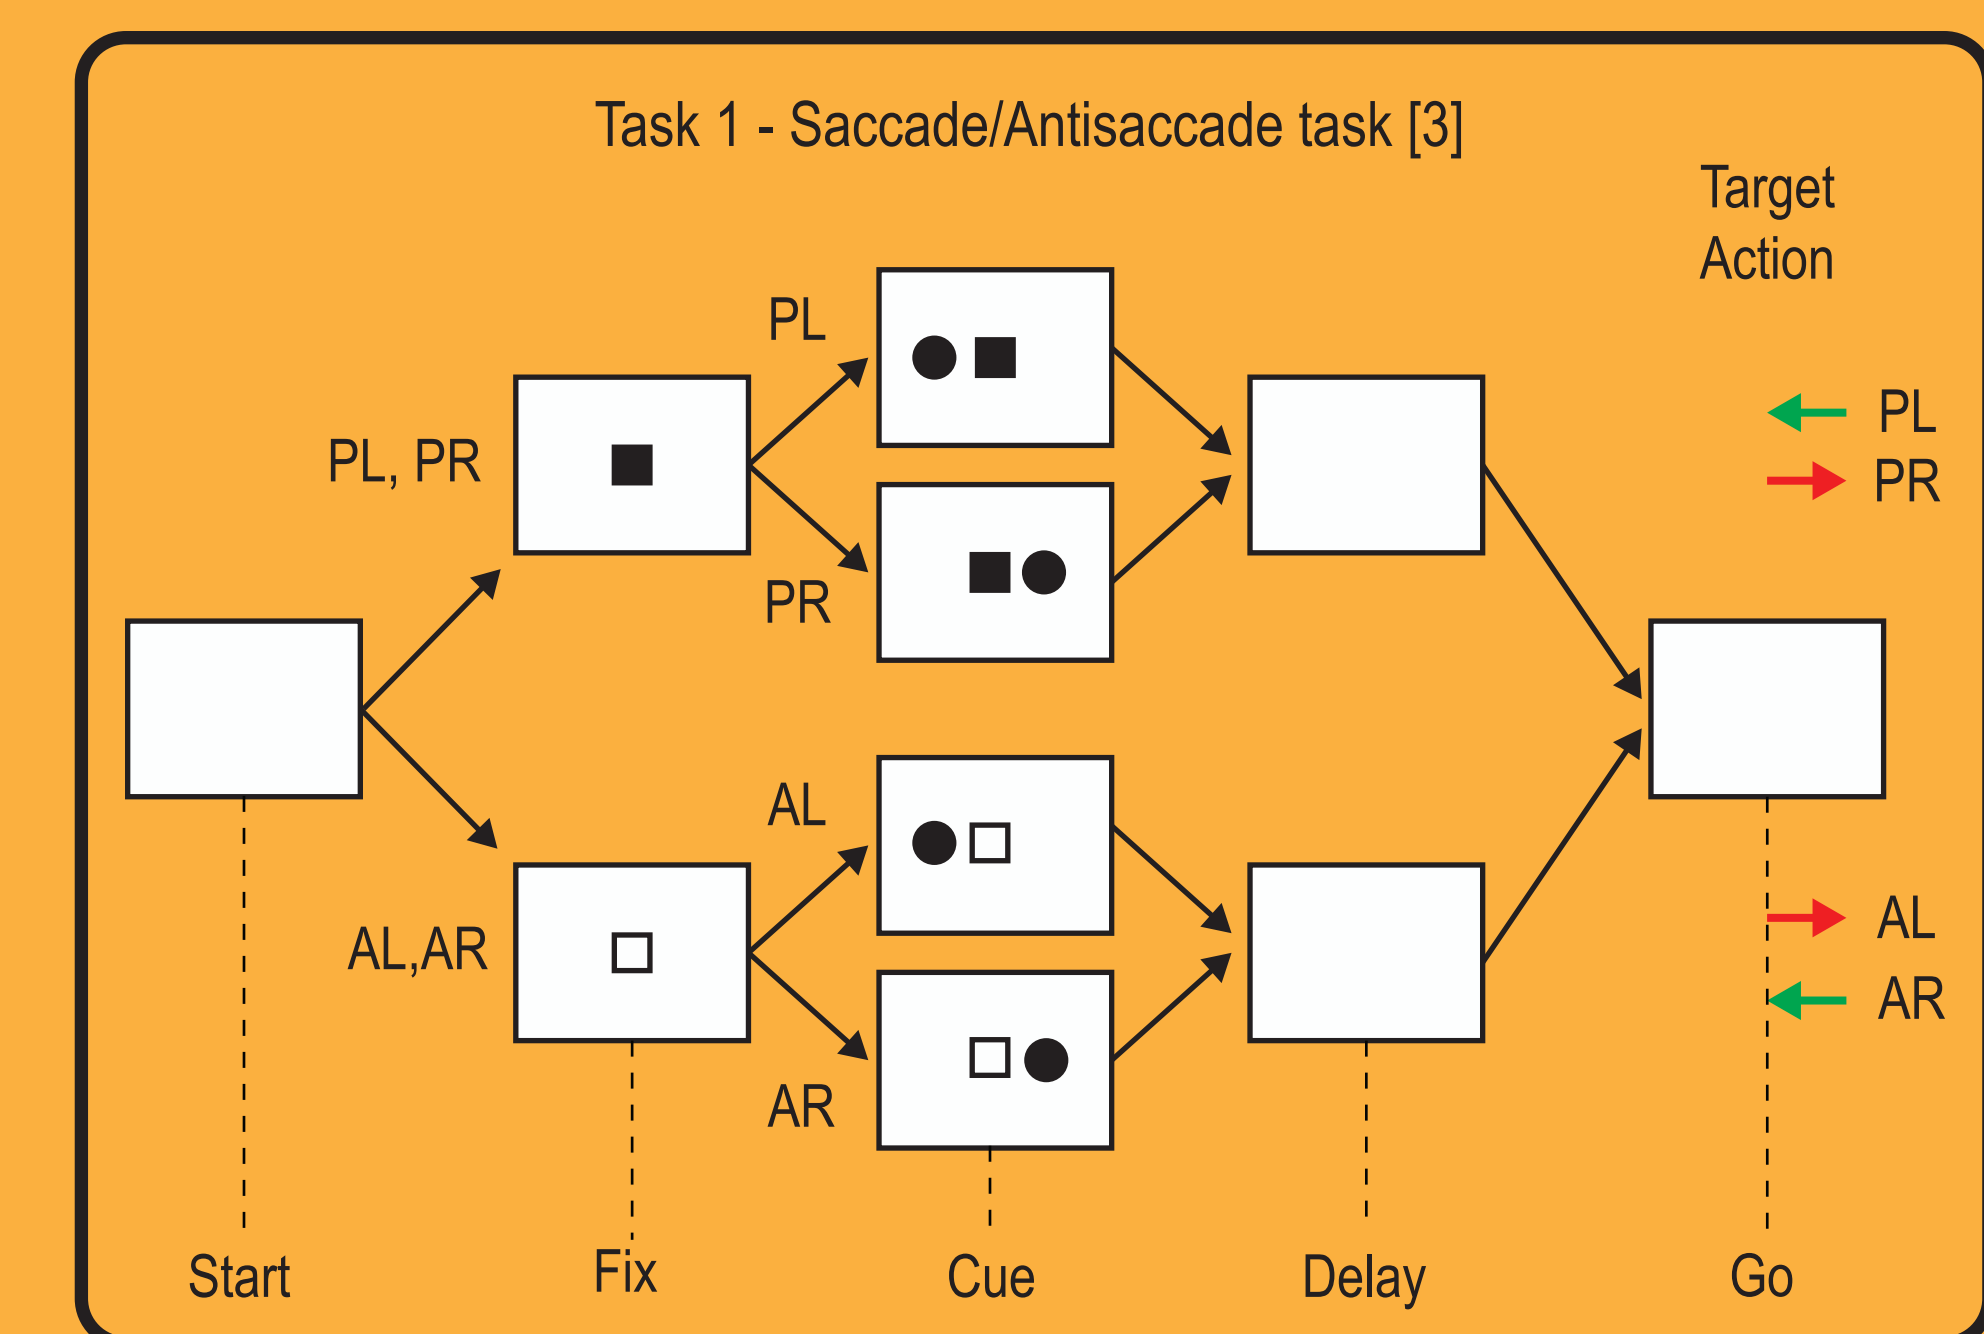 Task 1 - Saccade/Antisaccade task [3]
Target
Action
PL
PL, PR
PL
PR
PR
AL
AL,AR
AL
AR
AR
Start
Fix
Cue
Delay
Go